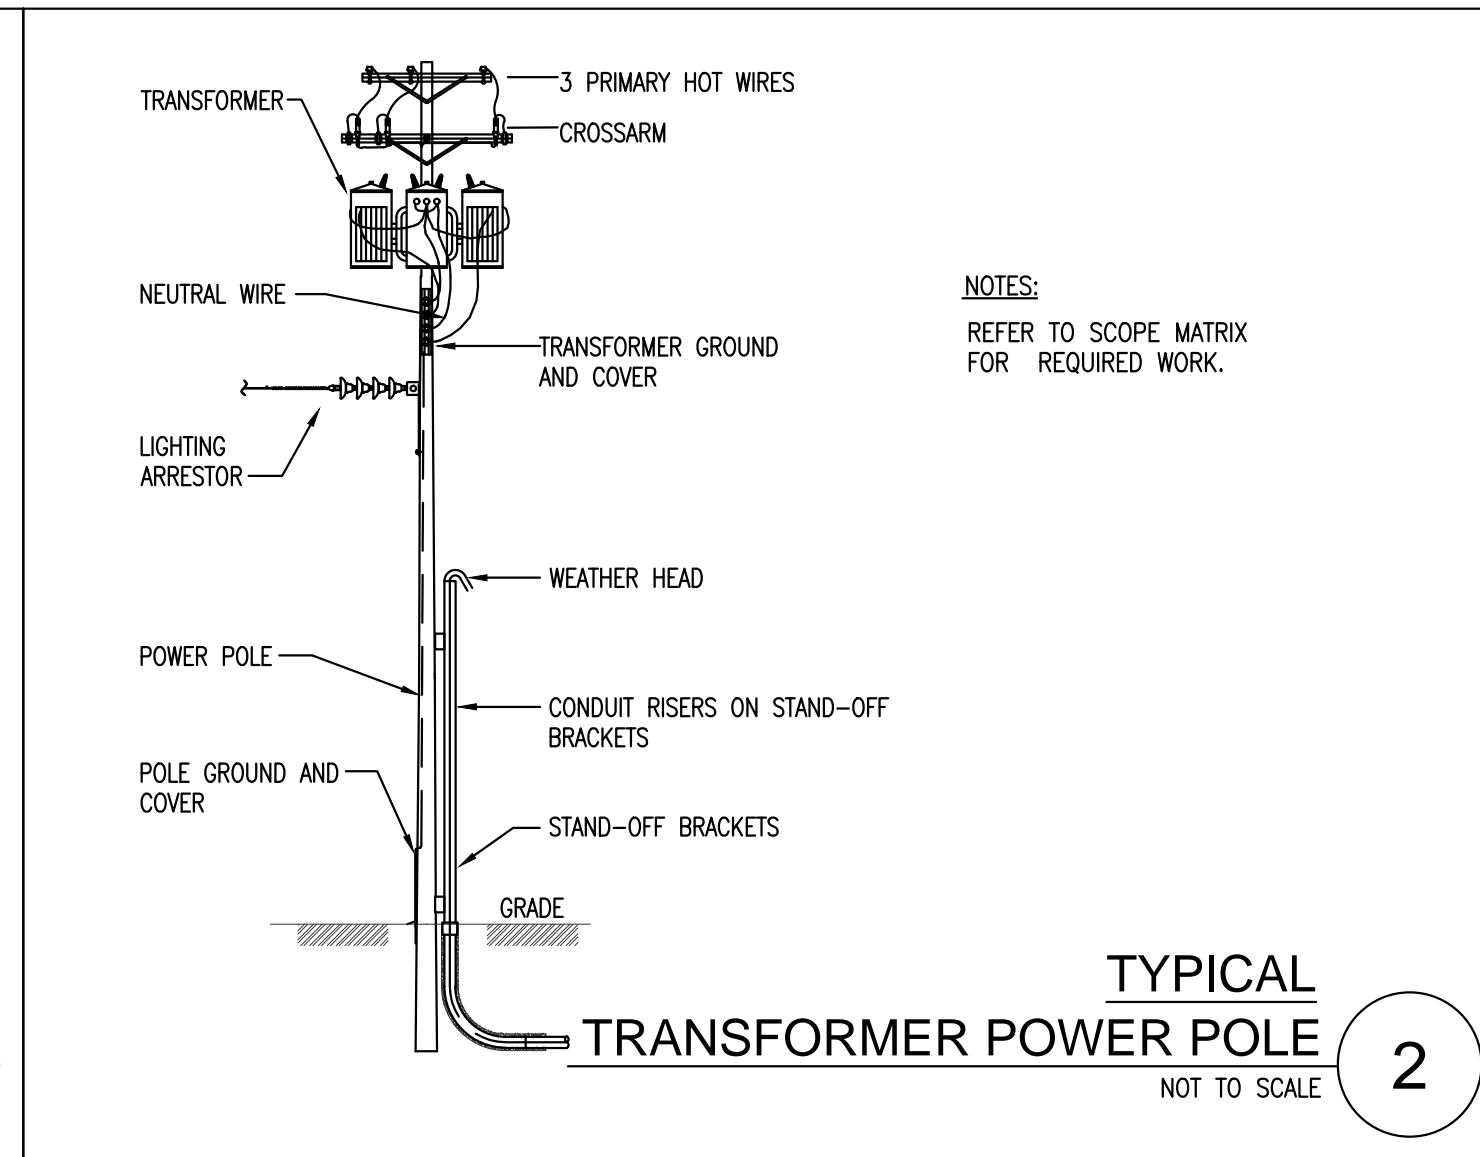 3 PRIMARY HOT WIRES
TRANSFORMER
CROSSARM
NEUTRAL WIRE
TRANSFORMER GROUND
AND COVER
LIGHTING
ARRESTOR
WEATHER HEAD
POWER POLE
CONDUIT RISERS ON STAND-OFF
BRACKETS
POLE GROUND AND
COVER
STAND-OFF BRACKETS
GRADE
NOTES:
REFER TO SCOPE MATRIX
FOR REQUIRED WORK.
TYPICAL
TRANSFORMER POWER POLE
NOT TO SCALE
2